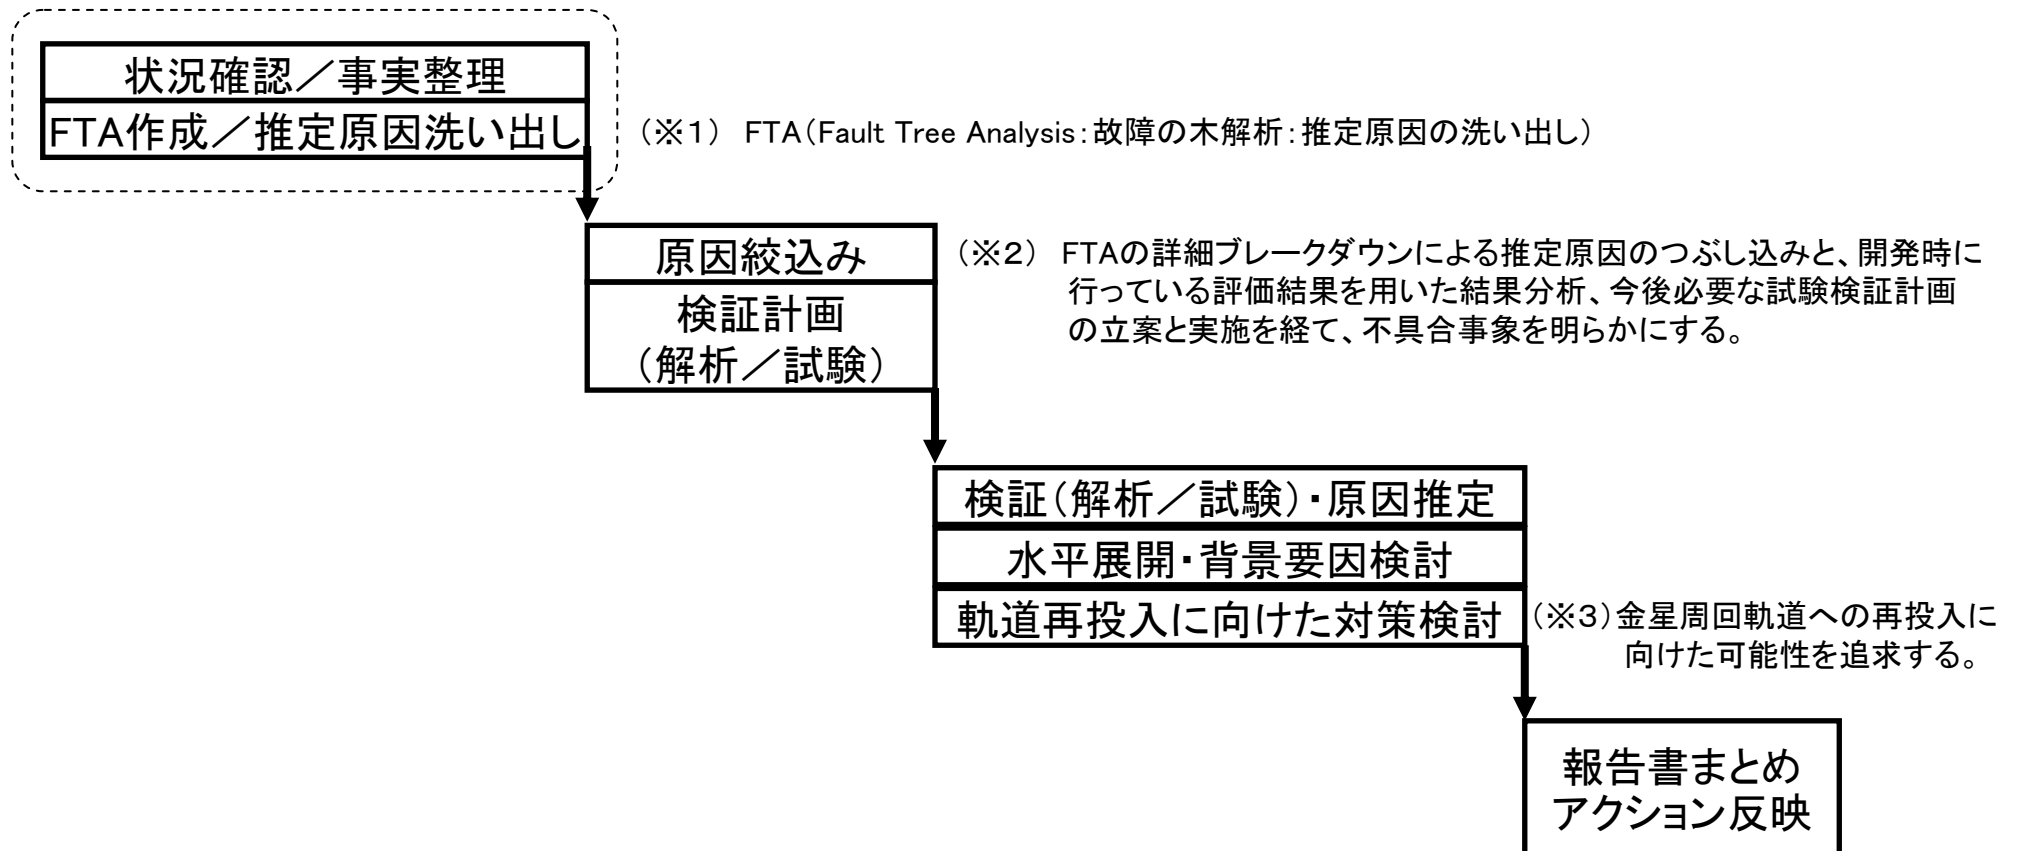 状況確認／事実整理
FTA作成／推定原因洗い出し
（※1） FTA（Fault Tree Analysis：故障の木解析：推定原因の洗い出し）
原因絞込み
（※2） FTAの詳細ブレークダウンによる推定原因のつぶし込みと、開発時に
行っている評価結果を用いた結果分析、今後必要な試験検証計画
の立案と実施を経て、不具合事象を明らかにする。
検証計画
（解析／試験）
検証（解析／試験）・原因推定
水平展開・背景要因検討
軌道再投入に向けた対策検討
（※3）金星周回軌道への再投入に
向けた可能性を追求する。
報告書まとめ
アクション反映